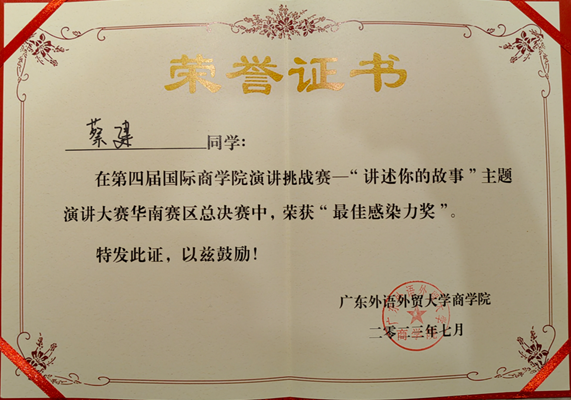 荣誉证书
蔡建 同学：
在第四届国际商学院演讲挑战赛—“讲述你的故事”主题
演讲大赛华南赛区总决赛中，荣获“最佳感染力奖”。
特发此证，以兹鼓励！
广东外语外贸大学商学院
二〇二三年七月